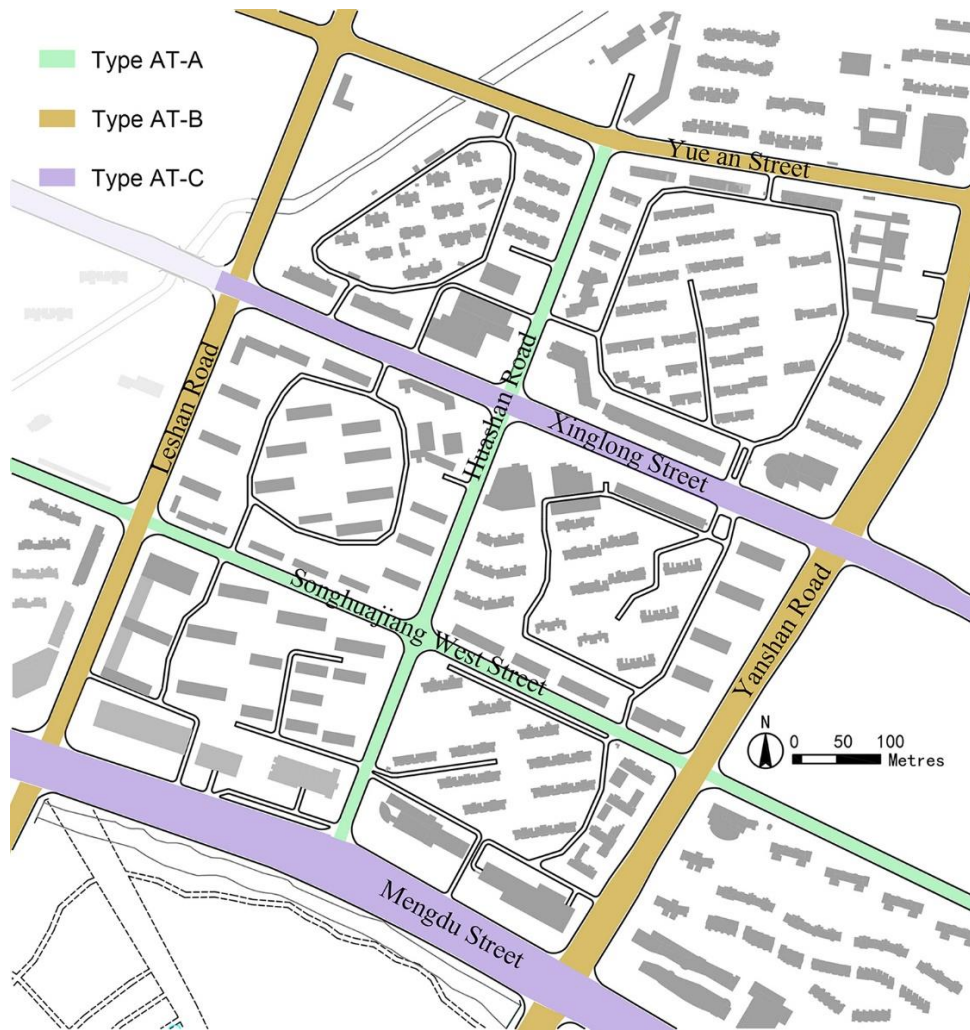 Type AT-A
Type AT-B
Type AT-C
Yue an Street
Leshan Road
Huashan Road
Xinglong Street
Songhuajiang West Street
Yanshan Road
N
0 50 100
Metres
Mengdu Street